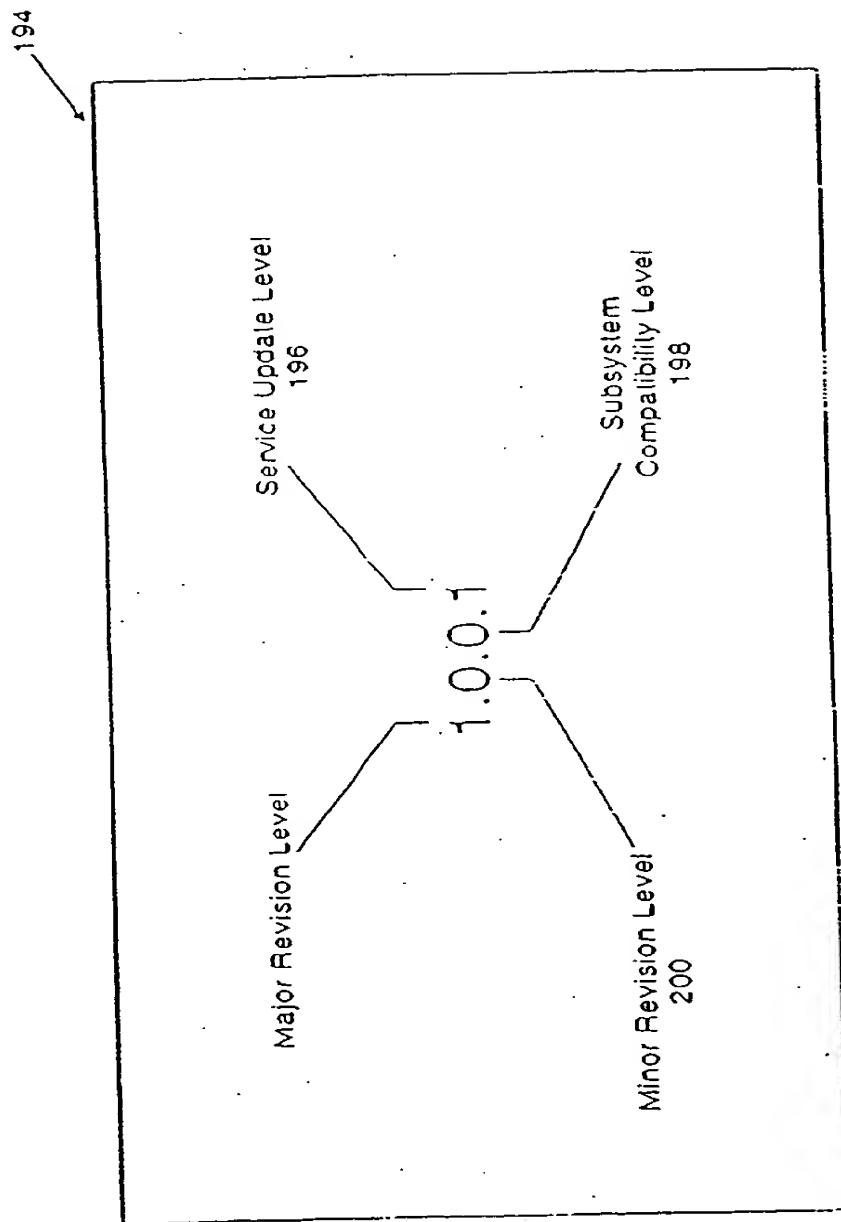 194
Major Revision Level
Service Update Level
196
1.0.0.1
Minor Revision Level
200
Subsystem
Compatibility Level
198